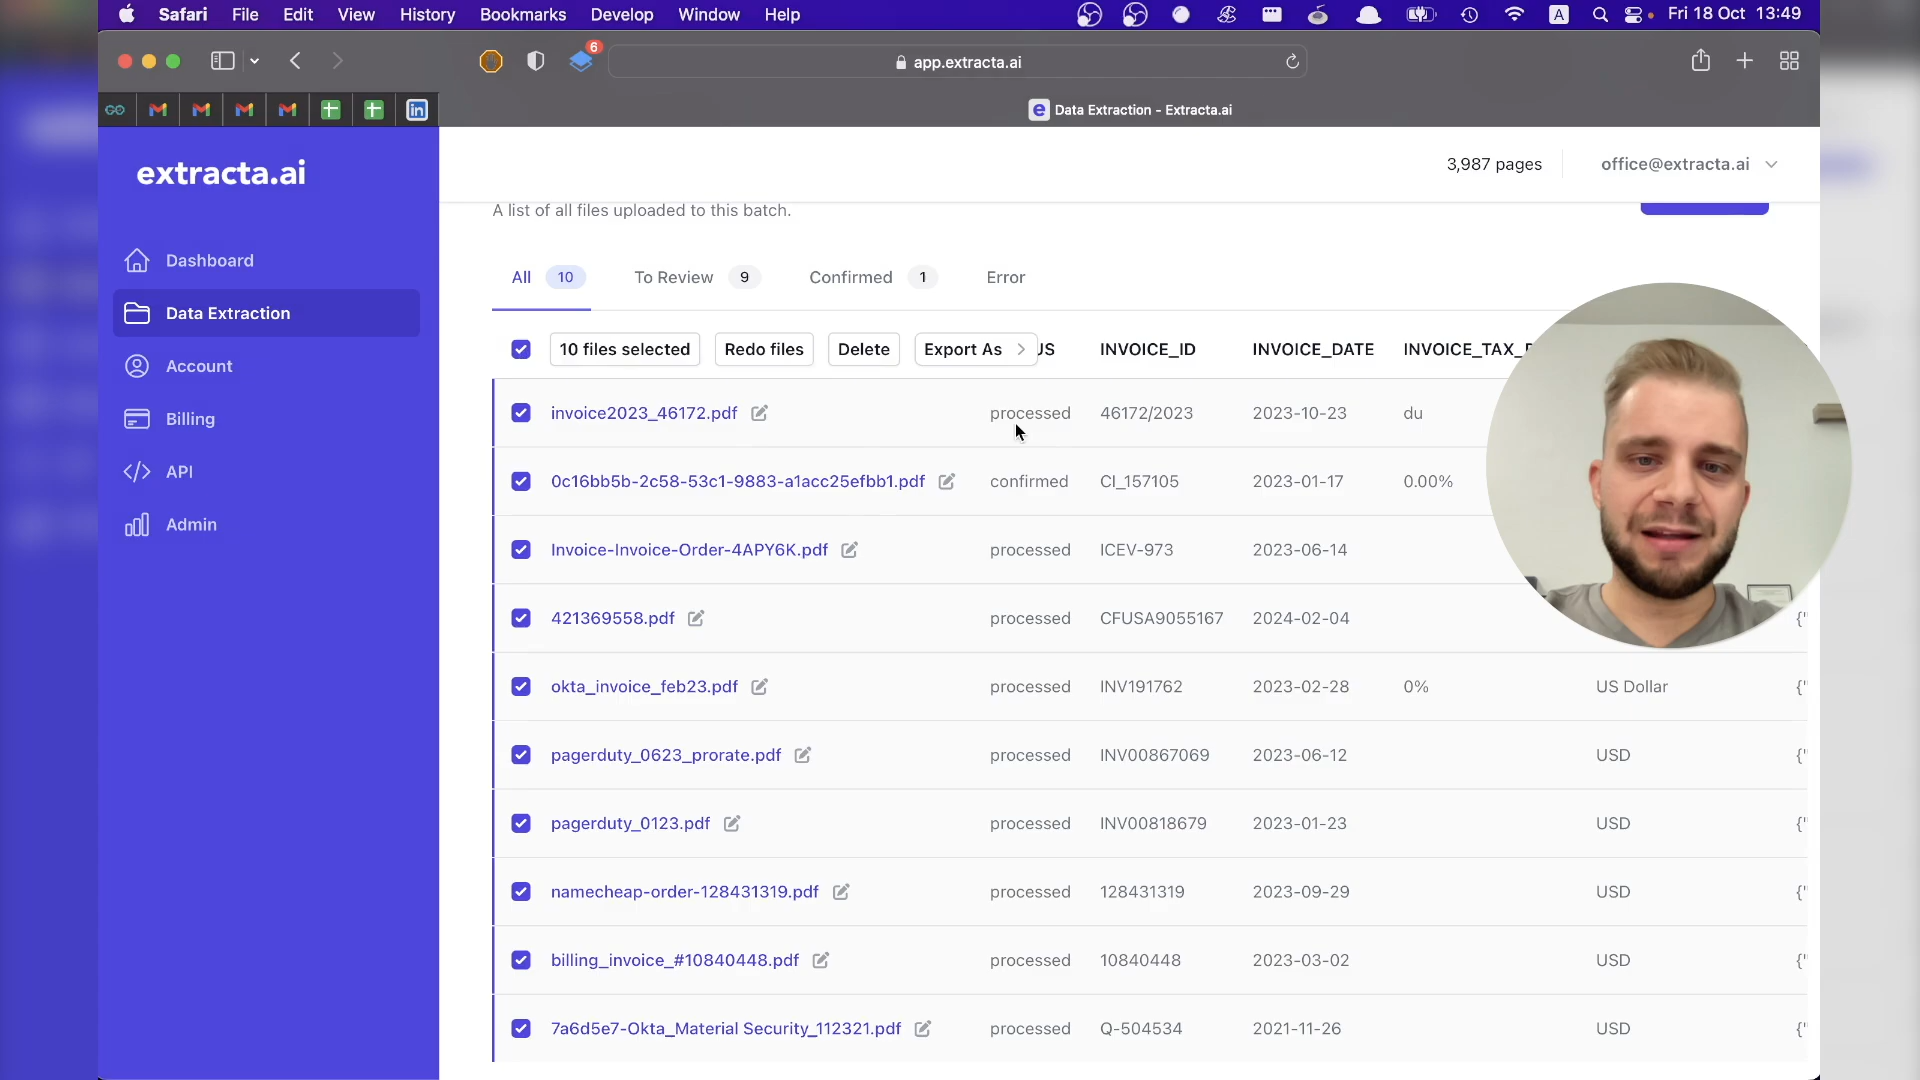 Safari File Edit View History Bookmarks Develop Window Help A Fri 18 Oct 13:49
6 app.extracta.ai
Data Extraction - Extracta.ai
extracta.ai
3,987 pages office@extracta.ai
A list of all files uploaded to this batch.
Dashboard
Data Extraction
Account
Billing
API
Admin
All 10 To Review 9 Confirmed 1 Error
10 files selected Redo files Delete Export As US INVOICE_ID INVOICE_DATE INVOICE_TAX_
invoice2023_46172.pdf processed 46172/2023 2023-10-23 du
0c16bb5b-2c58-53c1-9883-a1acc25efbb1.pdf confirmed CI_157105 2023-01-17 0.00%
Invoice-Invoice-Order-4APY6K.pdf processed ICEV-973 2023-06-14
421369558.pdf processed CFUSA9055167 2024-02-04 {"
okta_invoice_feb23.pdf processed INV191762 2023-02-28 0% US Dollar {"
pagerduty_0623_prorate.pdf processed INV00867069 2023-06-12 USD {"
pagerduty_0123.pdf processed INV00818679 2023-01-23 USD {"
namecheap-order-128431319.pdf processed 128431319 2023-09-29 USD {"
billing_invoice_#10840448.pdf processed 10840448 2023-03-02 USD {"
7a6d5e7-Okta_Material Security_112321.pdf processed Q-504534 2021-11-26 USD {"